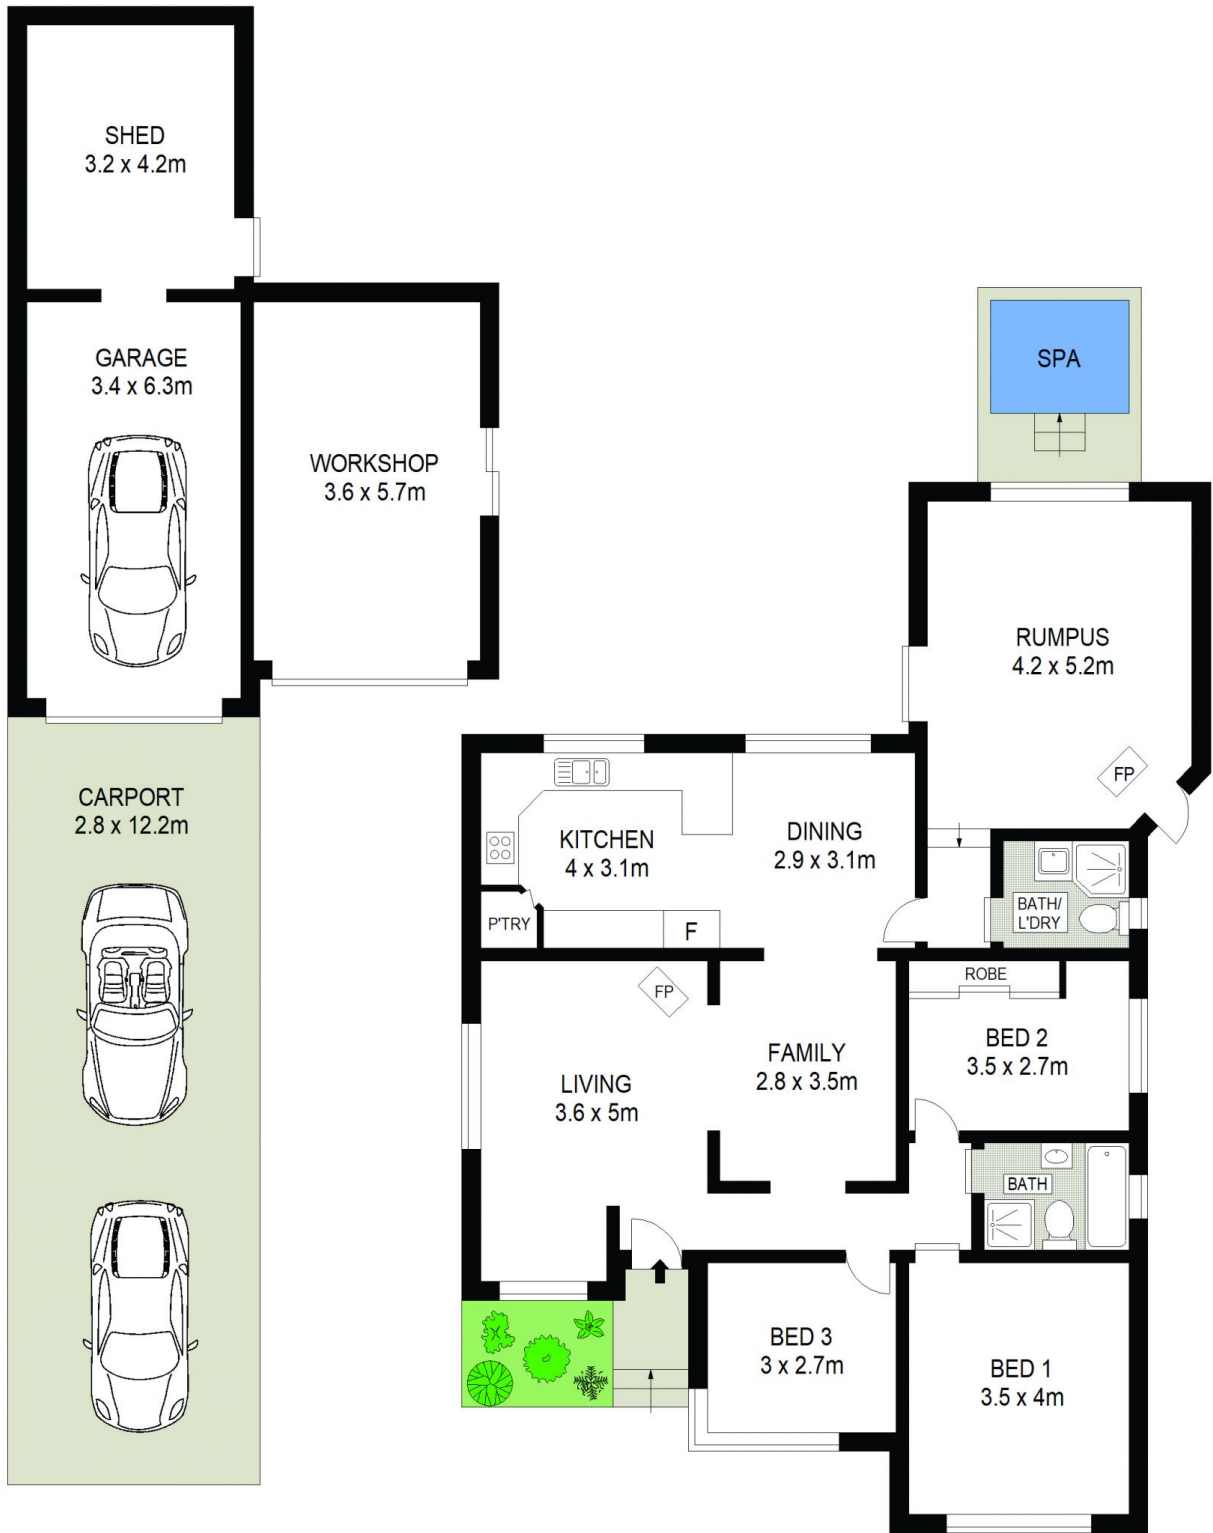 SHED
3.2 x 4.2m
GARAGE
3.4 x 6.3m
WORKSHOP
3.6 x 5.7m
SPA
RUMPUS
4.2 x 5.2m
FP
CARPORT
2.8 x 12.2m
KITCHEN
4 x 3.1m
DINING
2.9 x 3.1m
P'TRY
F
BATH/
L'DRY
FP
ROBE
LIVING
3.6 x 5m
FAMILY
2.8 x 3.5m
BED 2
3.5 x 2.7m
BATH
BED 3
3 x 2.7m
BED 1
3.5 x 4m